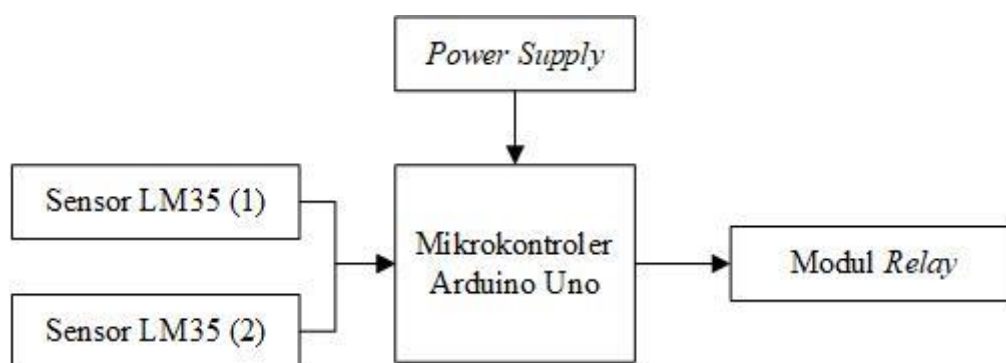 Power Supply
Sensor LM35 (1)
Sensor LM35 (2)
Mikrokontroler
Arduino Uno
Modul Relay